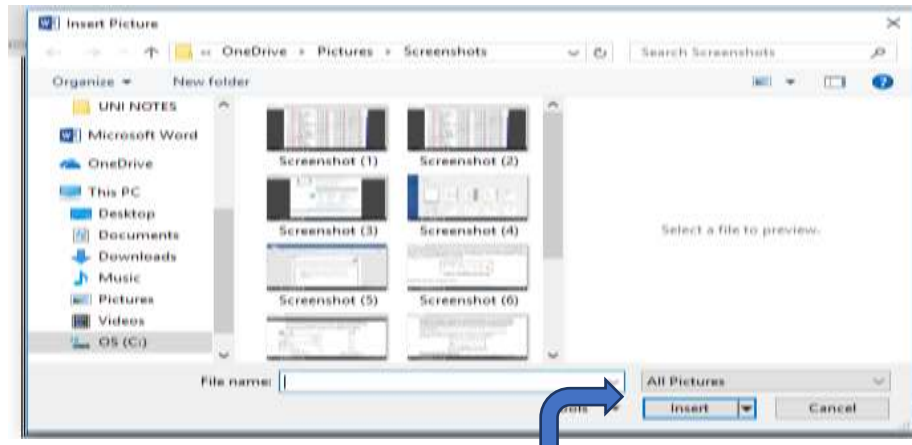 Insert Picture
« OneDrive › Pictures › Screenshots
Search Screenshots
Organize
New folder
UNI NOTES
Microsoft Word
OneDrive
This PC
Desktop
Documents
Downloads
Music
Pictures
Videos
OS (C:)
Screenshot (1)
Screenshot (2)
Screenshot (3)
Screenshot (4)
Screenshot (5)
Screenshot (6)
Select a file to preview.
File name:
All Pictures
Insert
Cancel